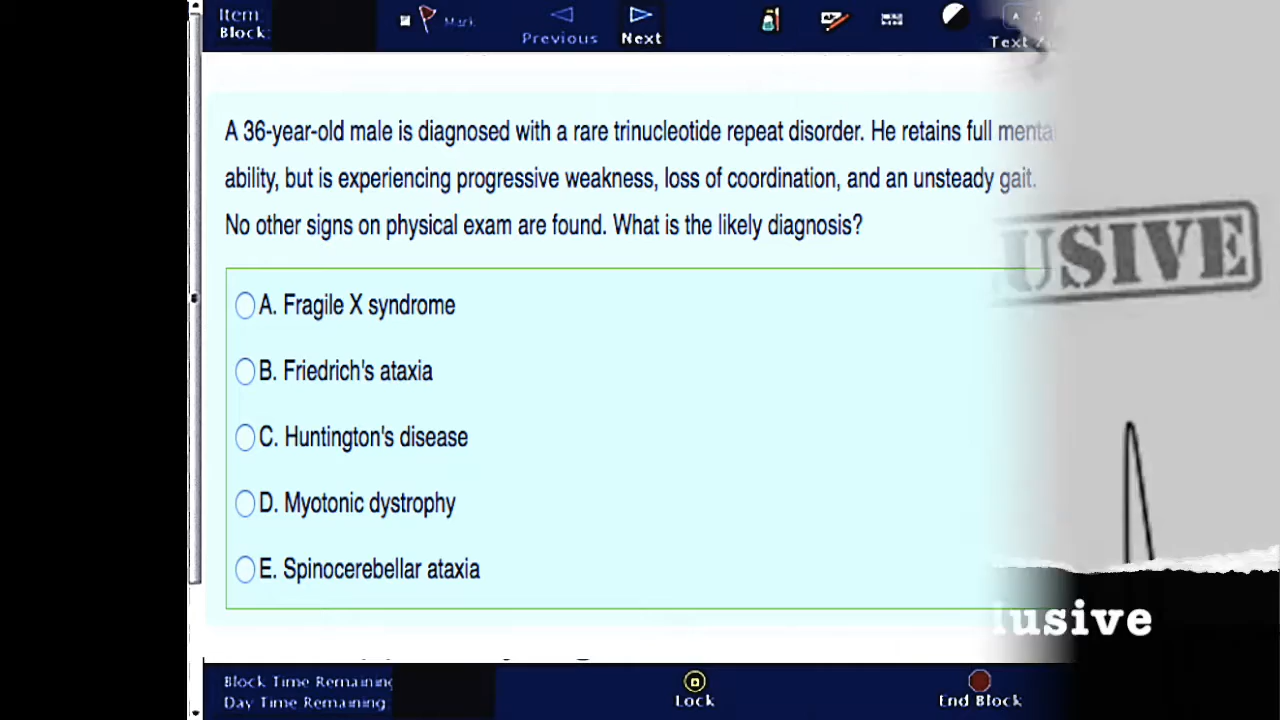 Item
Block:
Mark
Previous
Next
Text
A 36-year-old male is diagnosed with a rare trinucleotide repeat disorder. He retains full menta
ability, but is experiencing progressive weakness, loss of coordination, and an unsteady gait.
No other signs on physical exam are found. What is the likely diagnosis?
USIVE
A. Fragile X syndrome
B. Friedrich's ataxia
C. Huntington's disease
D. Myotonic dystrophy
E. Spinocerebellar ataxia
lusive
Block Time Remaining
Day Time Remaining
Lock
End Block